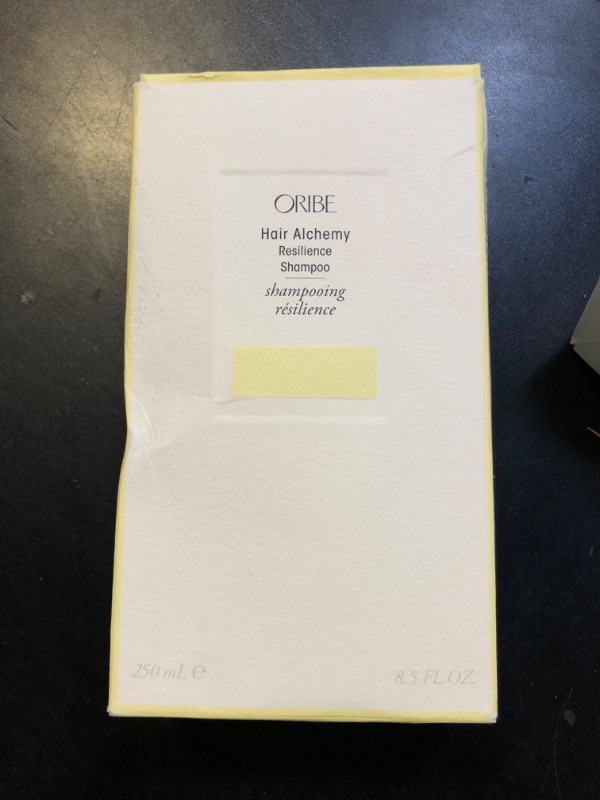 ORIBE
Hair Alchemy
Resilience
Shampoo
shampooing
résilience
250 mL ℮
8.5 FL.OZ.